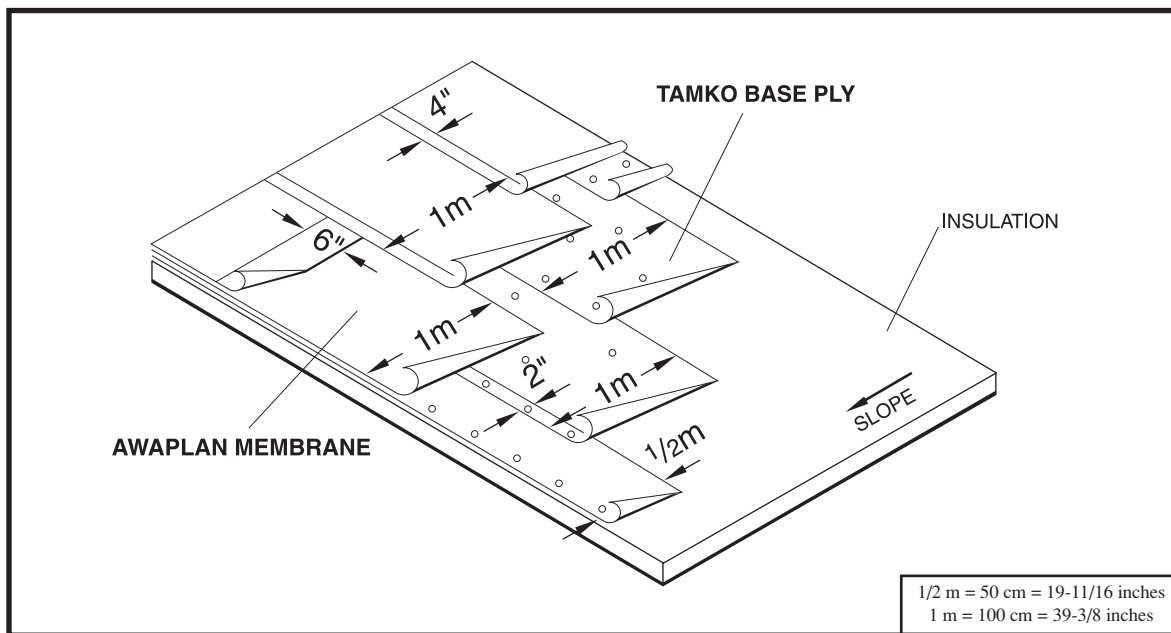 4"
TAMKO BASE PLY
1m
INSULATION
6"
1m
1m
2"
1m
SLOPE
AWAPLAN MEMBRANE
1/2m
1/2 m = 50 cm = 19-11/16 inches
1 m = 100 cm = 39-3/8 inches